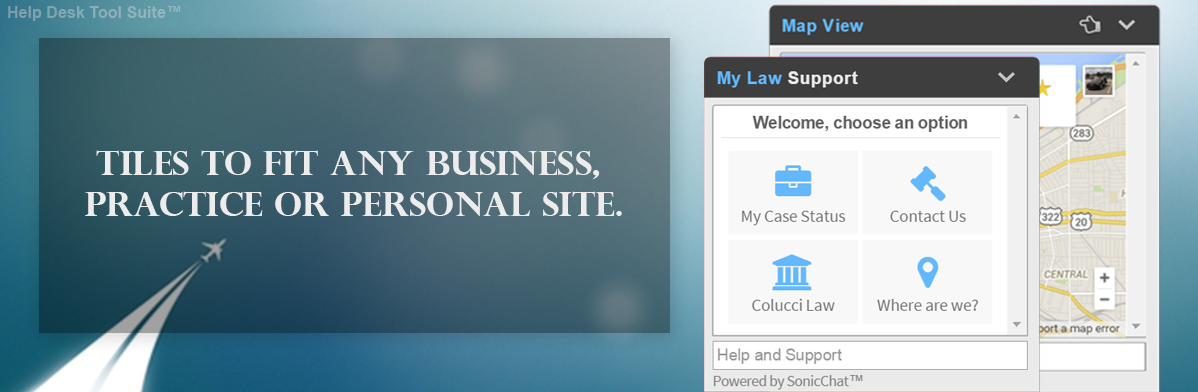 Help Desk Tool Suite™
TILES TO FIT ANY BUSINESS,
PRACTICE OR PERSONAL SITE.
Map View
My Law Support
Welcome, choose an option
My Case Status
Contact Us
Colucci Law
Where are we?
Help and Support
Powered by SonicChat™
283
322
20
CENTRAL
+
−
port a map error